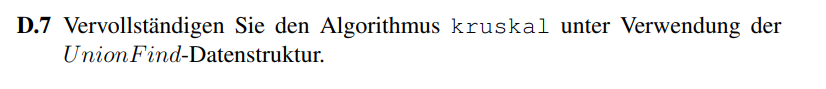 D.7 Vervollständigen Sie den Algorithmus kruskal unter Verwendung der
UnionFind-Datenstruktur.